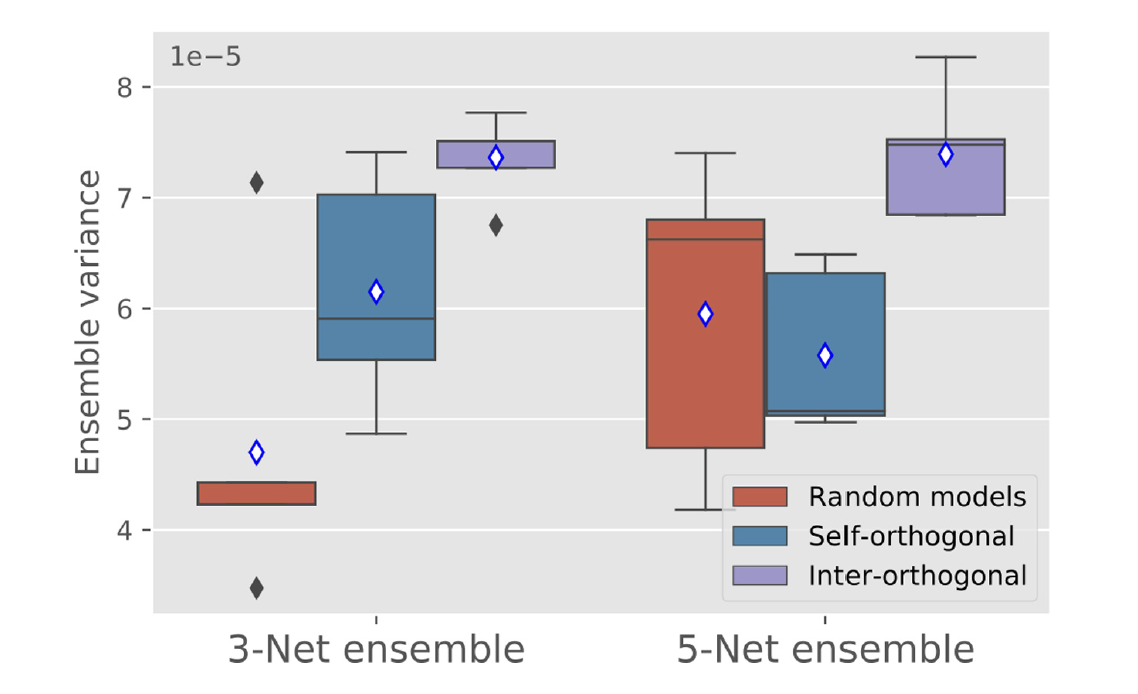 1e−5
8
7
6
5
4
Ensemble variance
Random models
Self-orthogonal
Inter-orthogonal
3-Net ensemble
5-Net ensemble